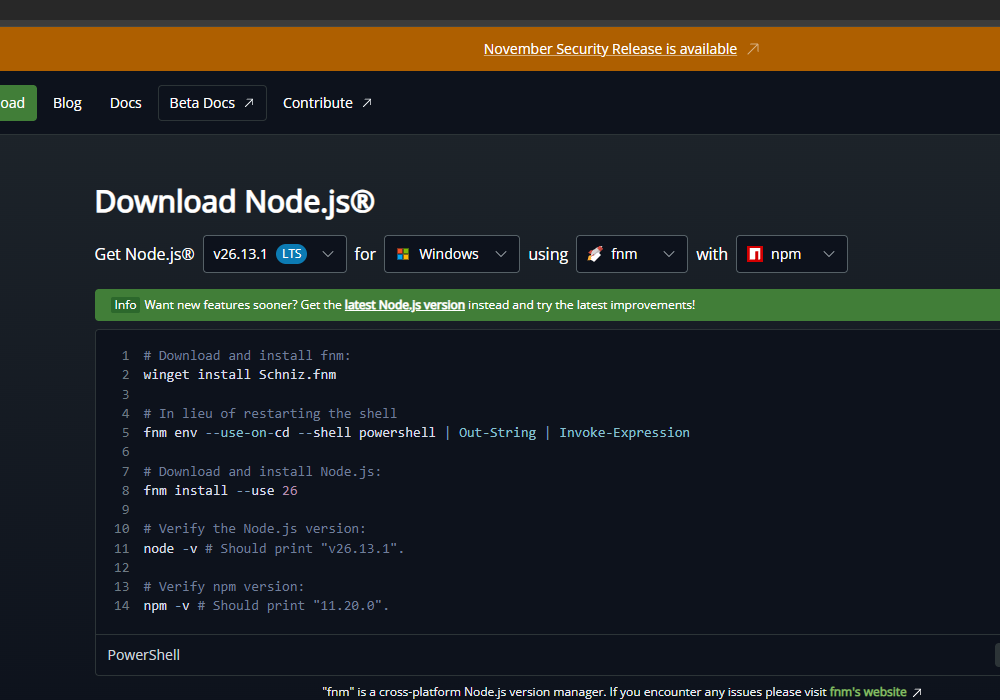 November Security Release is available
oad Blog Docs Beta Docs Contribute
Download Node.js®
Get Node.js® v26.13.1 LTS for Windows using fnm with npm
Info Want new features sooner? Get the latest Node.js version instead and try the latest improvements!
1 # Download and install fnm:
2 winget install Schniz.fnm
3
4 # In lieu of restarting the shell
5 fnm env --use-on-cd --shell powershell | Out-String | Invoke-Expression
6
7 # Download and install Node.js:
8 fnm install --use 26
9
10 # Verify the Node.js version:
11 node -v # Should print "v26.13.1".
12
13 # Verify npm version:
14 npm -v # Should print "11.20.0".
PowerShell
"fnm" is a cross-platform Node.js version manager. If you encounter any issues please visit fnm's website